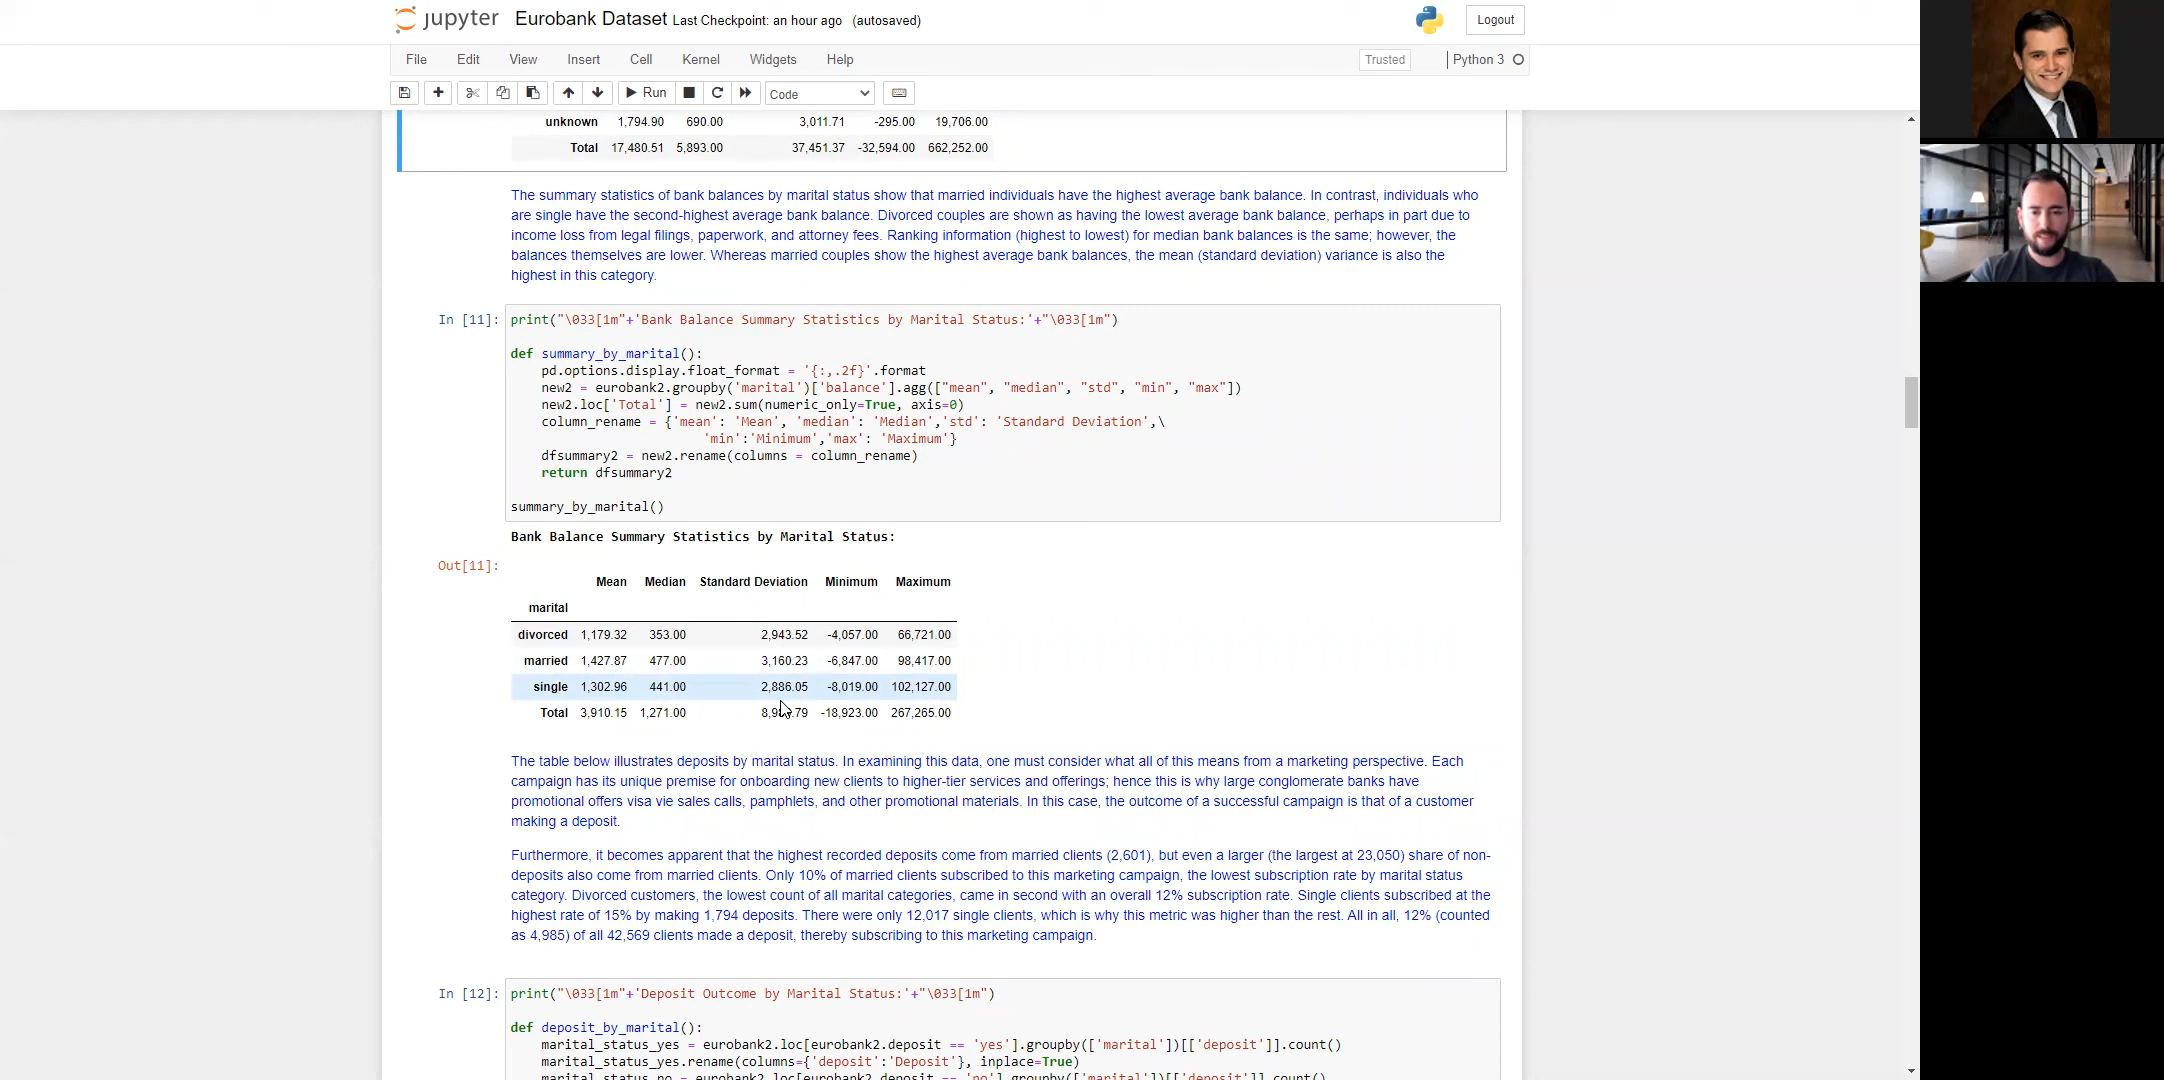 jupyter Eurobank Dataset Last Checkpoint: an hour ago (autosaved) Logout
File Edit View Insert Cell Kernel Widgets Help Trusted Python 3
Run Code
unknown 1,794.90 690.00 3,011.71 -295.00 19,706.00
Total 17,480.51 5,893.00 37,451.37 -32,594.00 662,252.00
The summary statistics of bank balances by marital status show that married individuals have the highest average bank balance. In contrast, individuals who
are single have the second-highest average bank balance. Divorced couples are shown as having the lowest average bank balance, perhaps in part due to
income loss from legal filings, paperwork, and attorney fees. Ranking information (highest to lowest) for median bank balances is the same; however, the
balances themselves are lower. Whereas married couples show the highest average bank balances, the mean (standard deviation) variance is also the
highest in this category.
In [11]: print("\033[1m"+'Bank Balance Summary Statistics by Marital Status:'+"\033[1m")
def summary_by_marital():
pd.options.display.float_format = '{:,.2f}'.format
new2 = eurobank2.groupby('marital')['balance'].agg(["mean", "median", "std", "min", "max"])
new2.loc['Total'] = new2.sum(numeric_only=True, axis=0)
column_rename = {'mean': 'Mean', 'median': 'Median','std': 'Standard Deviation',\
'min':'Minimum','max': 'Maximum'}
dfsummary2 = new2.rename(columns = column_rename)
return dfsummary2
summary_by_marital()
Bank Balance Summary Statistics by Marital Status:
Out[11]:
Mean Median Standard Deviation Minimum Maximum
marital
divorced 1,179.32 353.00 2,943.52 -4,057.00 66,721.00
married 1,427.87 477.00 3,160.23 -6,847.00 98,417.00
single 1,302.96 441.00 2,886.05 -8,019.00 102,127.00
Total 3,910.15 1,271.00 -18,923.00 267,265.00
The table below illustrates deposits by marital status. In examining this data, one must consider what all of this means from a marketing perspective. Each
campaign has its unique premise for onboarding new clients to higher-tier services and offerings; hence this is why large conglomerate banks have
promotional offers visa vie sales calls, pamphlets, and other promotional materials. In this case, the outcome of a successful campaign is that of a customer
making a deposit.
Furthermore, it becomes apparent that the highest recorded deposits come from married clients (2,601), but even a larger (the largest at 23,050) share of non-
deposits also come from married clients. Only 10% of married clients subscribed to this marketing campaign, the lowest subscription rate by marital status
category. Divorced customers, the lowest count of all marital categories, came in second with an overall 12% subscription rate. Single clients subscribed at the
highest rate of 15% by making 1,794 deposits. There were only 12,017 single clients, which is why this metric was higher than the rest. All in all, 12% (counted
as 4,985) of all 42,569 clients made a deposit, thereby subscribing to this marketing campaign.
In [12]: print("\033[1m"+'Deposit Outcome by Marital Status:'+"\033[1m")
def deposit_by_marital():
marital_status_yes = eurobank2.loc[eurobank2.deposit == 'yes'].groupby(['marital'])[['deposit']].count()
marital_status_yes.rename(columns={'deposit':'Deposit'}, inplace=True)
marital_status_no = eurobank2.loc[eurobank2.deposit == 'no'].groupby(['marital'])[['deposit']].count()